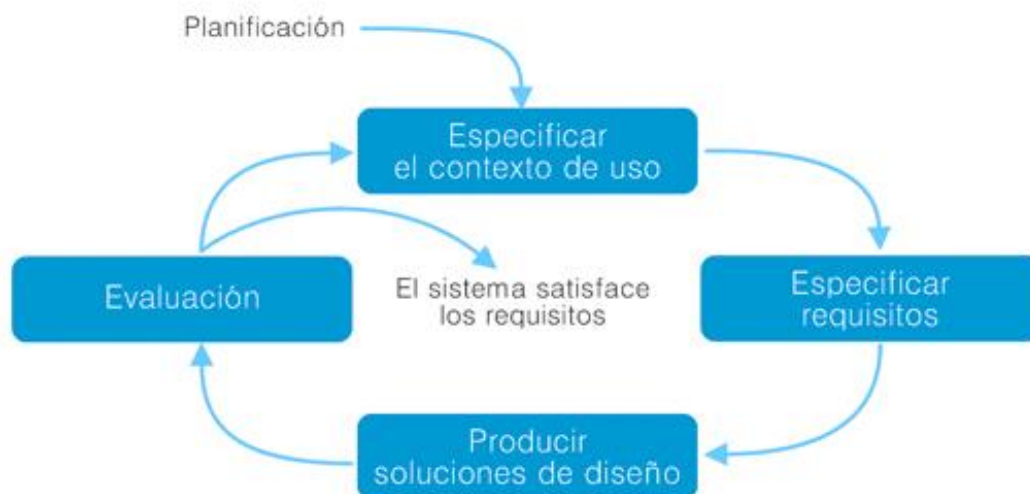 Planificación
Especificar
el contexto de uso
Evaluación
El sistema satisface
los requisitos
Especificar
requisitos
Producir
soluciones de diseño